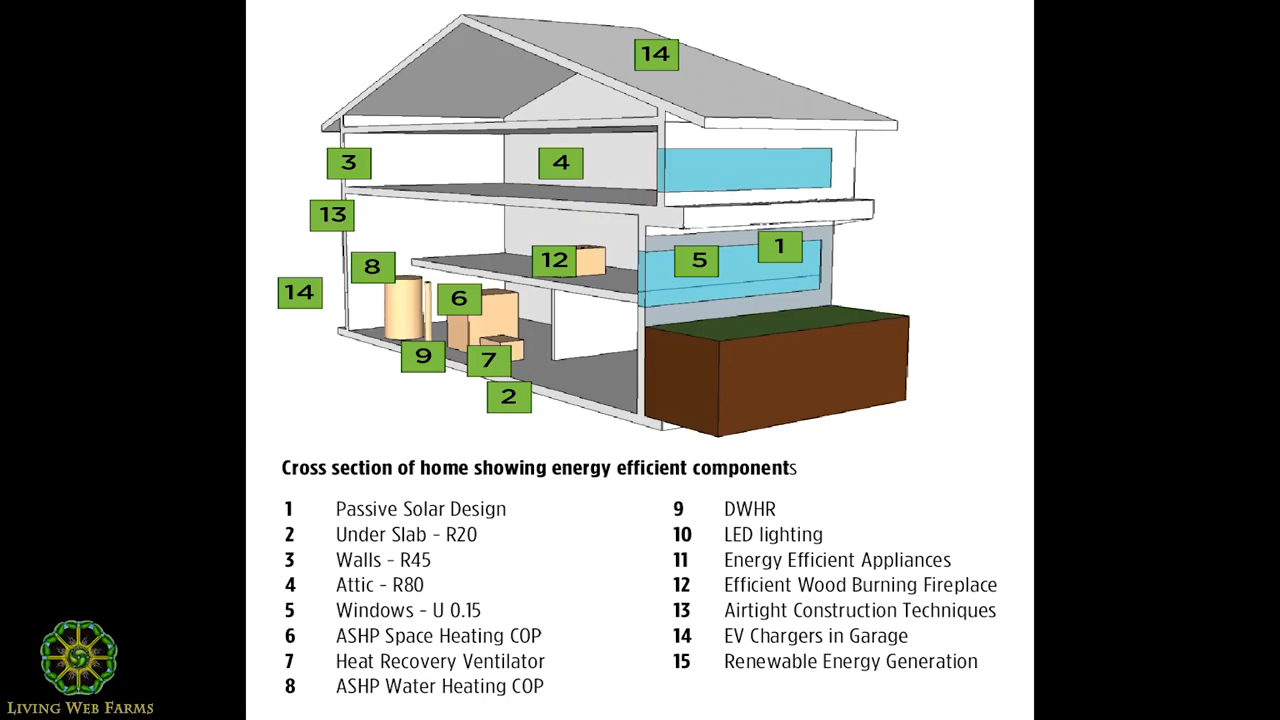 14
3
4
13
12
5
1
8
14
6
9
7
2
Cross section of home showing energy efficient components
1 Passive Solar Design
2 Under Slab - R20
3 Walls - R45
4 Attic - R80
5 Windows - U 0.15
6 ASHP Space Heating COP
7 Heat Recovery Ventilator
8 ASHP Water Heating COP
9 DWHR
10 LED lighting
11 Energy Efficient Appliances
12 Efficient Wood Burning Fireplace
13 Airtight Construction Techniques
14 EV Chargers in Garage
15 Renewable Energy Generation
LIVING WEB FARMS